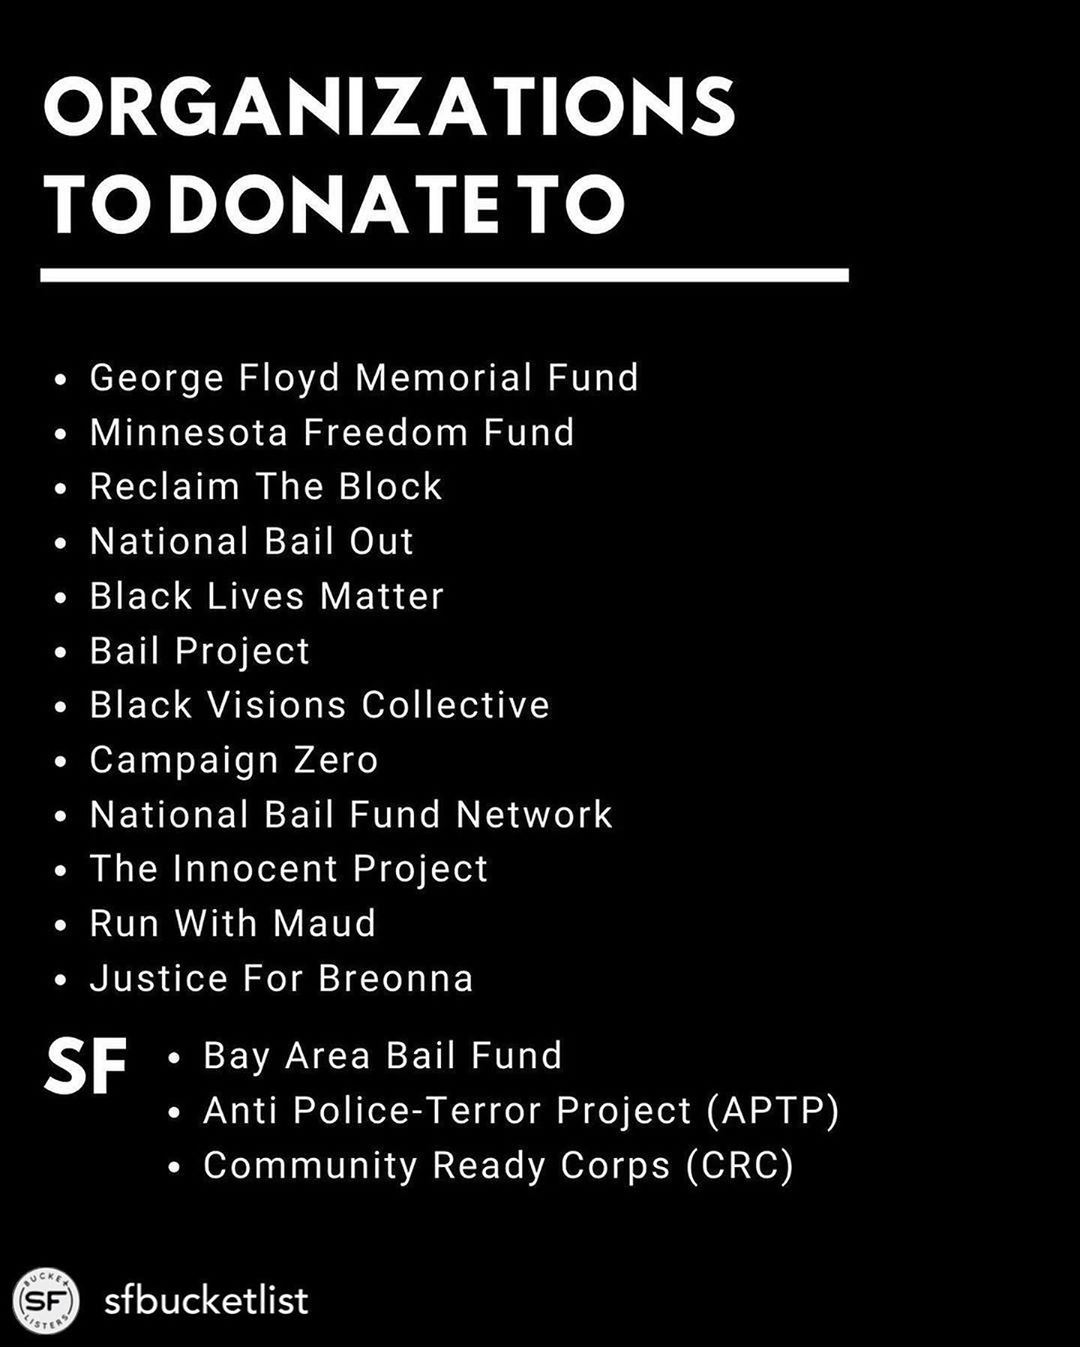 ORGANIZATIONS
TO DONATE TO
• George Floyd Memorial Fund
• Minnesota Freedom Fund
• Reclaim The Block
• National Bail Out
• Black Lives Matter
• Bail Project
• Black Visions Collective
• Campaign Zero
• National Bail Fund Network
• The Innocent Project
• Run With Maud
• Justice For Breonna
SF
• Bay Area Bail Fund
• Anti Police-Terror Project (APTP)
• Community Ready Corps (CRC)
BUCKET
SF
LISTERS
sfbucketlist